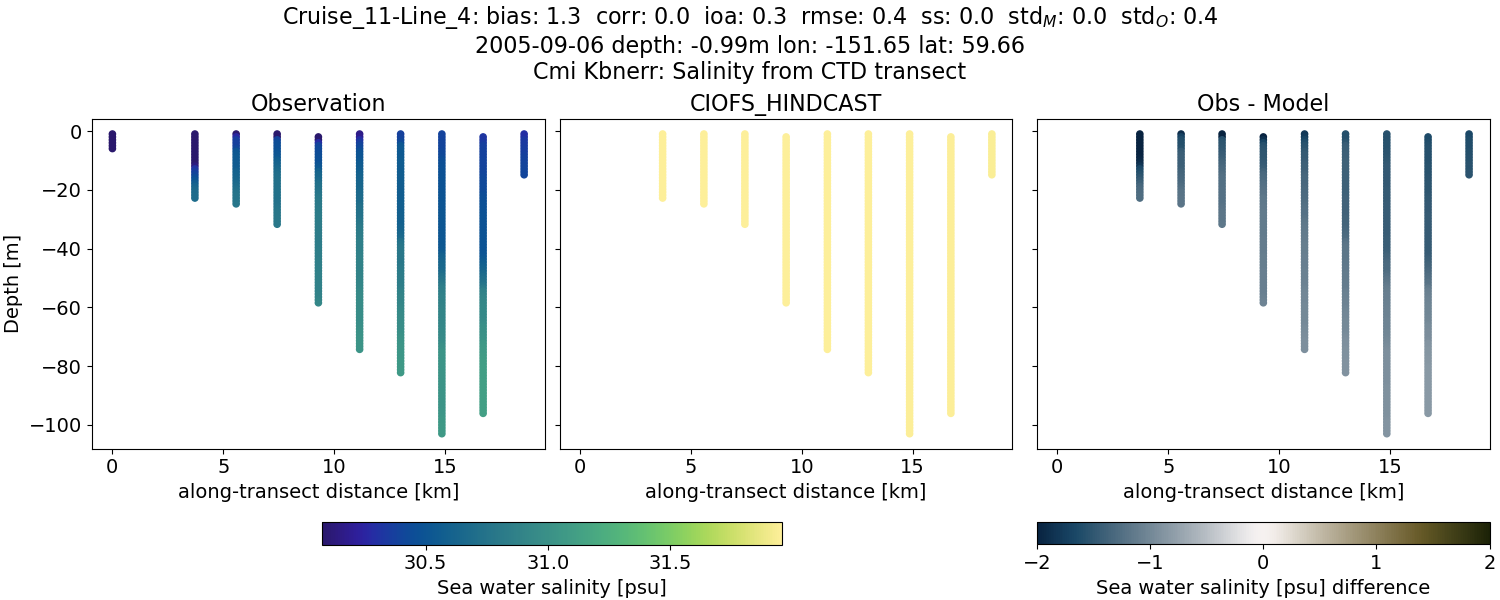 Cruise_11-Line_4: bias: 1.3 corr: 0.0 ioa: 0.3 rmse: 0.4 ss: 0.0 std_M: 0.0 std_O: 0.4
2005-09-06 depth: -0.99m lon: -151.65 lat: 59.66
Cmi Kbnerr: Salinity from CTD transect
Observation
CIOFS_HINDCAST
Obs - Model
Depth [m]
0
−20
−40
−60
−80
−100
0 5 10 15
0 5 10 15
0 5 10 15
along-transect distance [km]
along-transect distance [km]
along-transect distance [km]
30.5 31.0 31.5
Sea water salinity [psu]
−2 −1 0 1 2
Sea water salinity [psu] difference